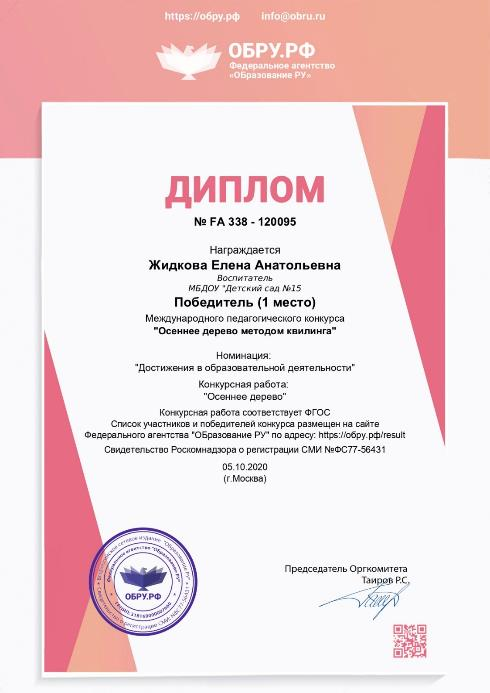 https://обру.рф info@obru.ru
ОБРУ.РФ
Федеральное агентство
«ОБразование РУ»
ДИПЛОМ
№ FA 338 - 120095
Награждается
Жидкова Елена Анатольевна
Воспитатель
МБДОУ "Детский сад №15
Победитель (1 место)
Международного педагогического конкурса
"Осеннее дерево методом квилинга"
Номинация:
"Достижения в образовательной деятельности"
Конкурсная работа:
"Осеннее дерево"
Конкурсная работа соответствует ФГОС
Список участников и победителей конкурса размещен на сайте
Федерального агентства "ОБразование РУ" по адресу: https://обру.рф/result
Свидетельство Роскомнадзора о регистрации СМИ №ФС77-56431
05.10.2020
(г.Москва)
Председатель Оргкомитета
Таиров Р.С.
ОБРУ.РФ